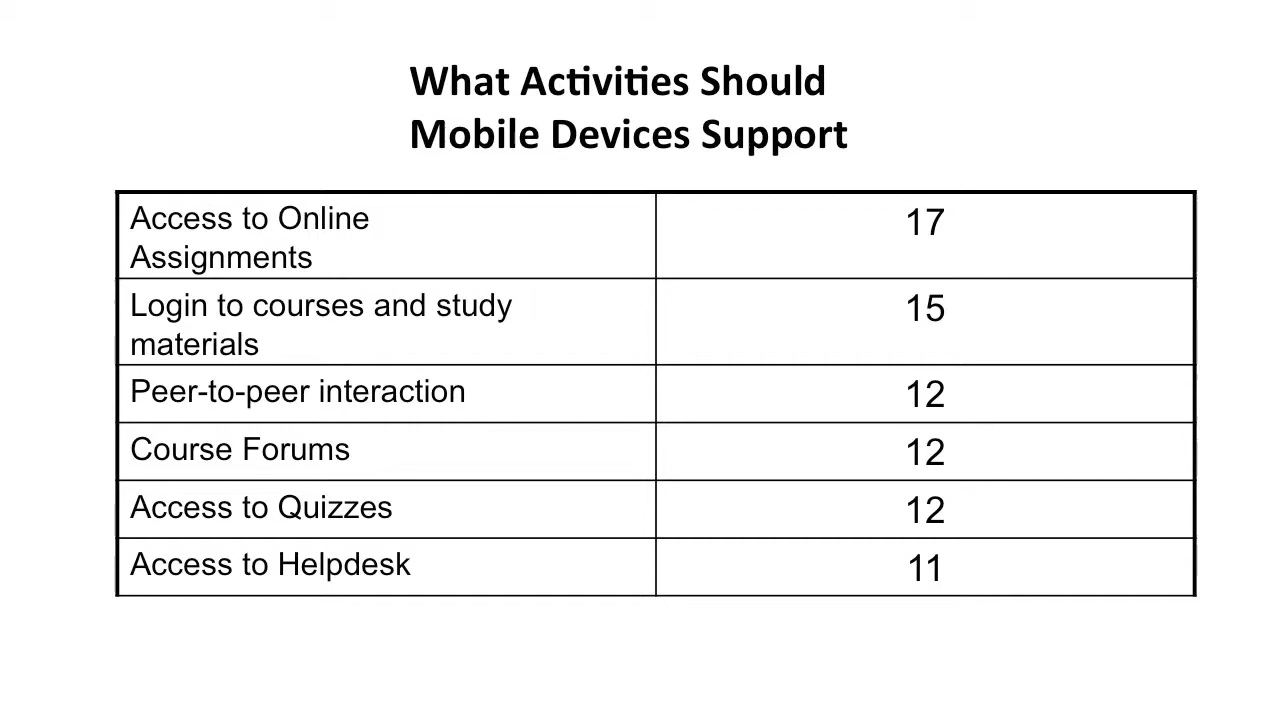 What Activities Should
Mobile Devices Support
Access to Online
Assignments
17
Login to courses and study
materials
15
Peer-to-peer interaction
12
Course Forums
12
Access to Quizzes
12
Access to Helpdesk
11